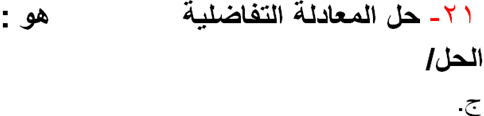 ٢١- حل المعادلة التفاضلية هو :
الحل/
ج.